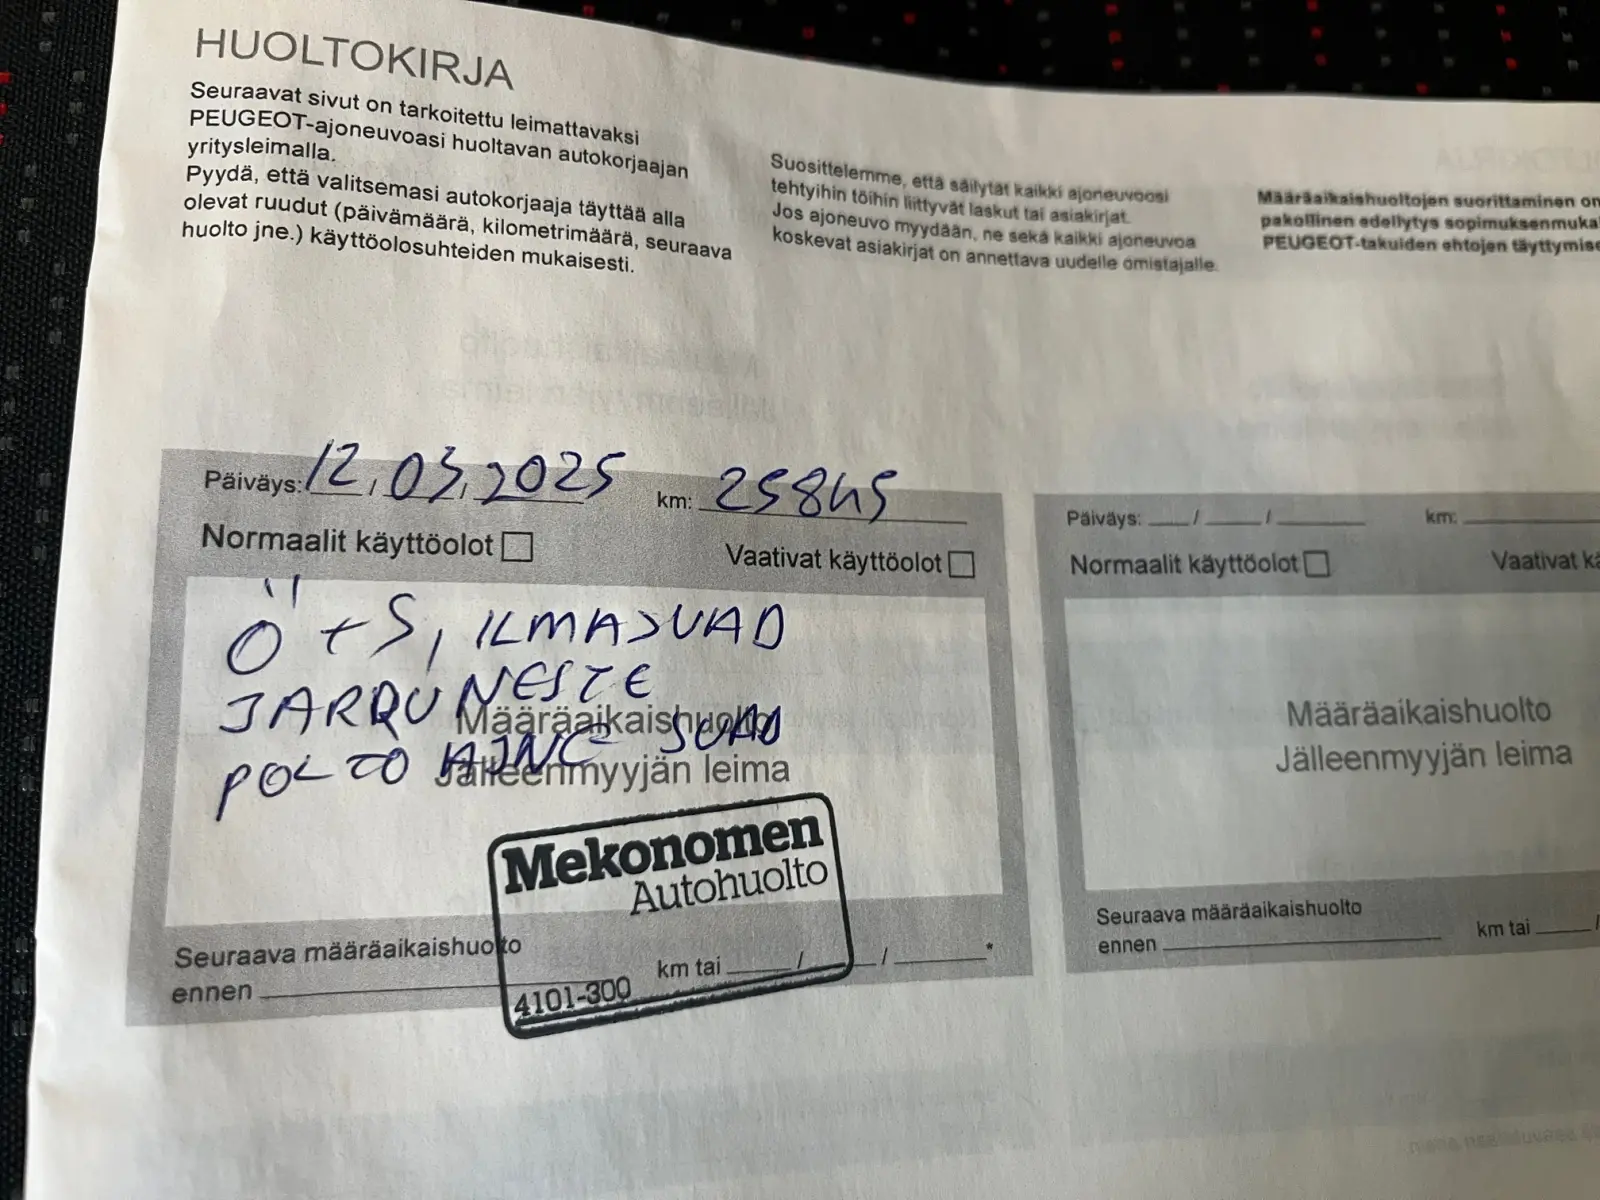 HUOLTOKIRJA
Seuraavat sivut on tarkoitettu leimattavaksi
PEUGEOT-ajoneuvoasi huoltavan autokorjaajan
yritysleimalla.
Pyydä, että valitsemasi autokorjaaja täyttää alla
olevat ruudut (päivämäärä, kilometrimäärä, seuraava
huolto jne.) käyttöolosuhteiden mukaisesti.
Suosittelemme, että säilytät kaikki ajoneuvoosi
tehtyihin töihin liittyvät laskut tai asiakirjat.
Jos ajoneuvo myydään, ne sekä kaikki ajoneuvoa
koskevat asiakirjat on annettava uudelle omistajalle.
Määräaikaishuoltojen suorittaminen on
pakollinen edellytys sopimuksenmuka
PEUGEOT-takuiden ehtojen täyttymise
Päiväys: 12.03.2025 km: 25845
Normaalit käyttöolot Vaativat käyttöolot
Ö+S, ILMASUAD
JARRUNESTE
POLTOAINE SUAD
Määräaikaishuolto
Jälleenmyyjän leima
Mekonomen
Autohuolto
4101-300
Seuraava määräaikaishuolto
ennen km tai / / *
Päiväys: / / km:
Normaalit käyttöolot Vaativat kä
Määräaikaishuolto
Jälleenmyyjän leima
Seuraava määräaikaishuolto
ennen km tai /